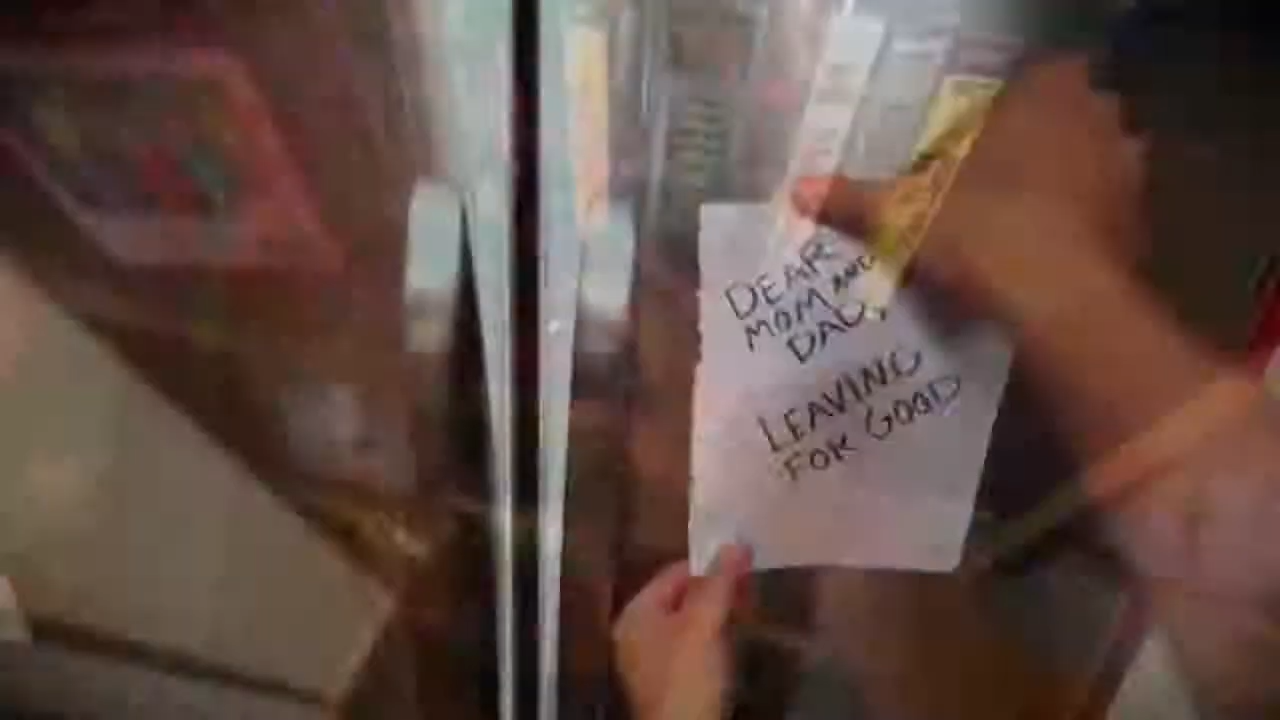 DEAR
MOM AND
DAD,
LEAVING
FOR GOOD